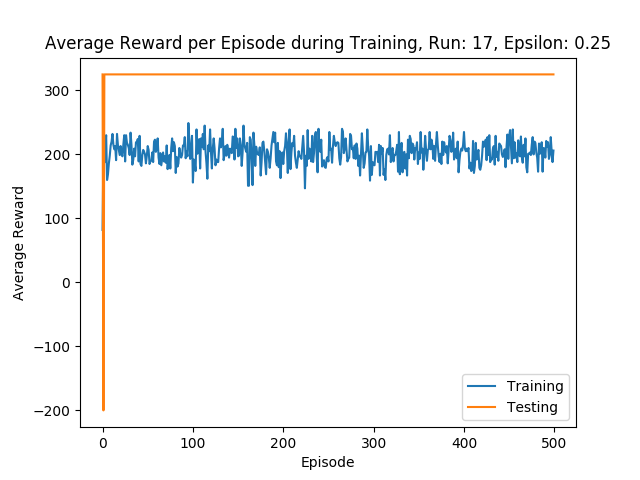 Average Reward per Episode during Training, Run: 17, Epsilon: 0.25
300
200
100
0
−100
−200
Average Reward
0 100 200 300 400 500
Episode
Training
Testing